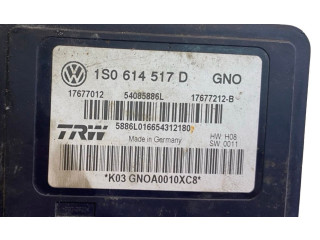 1S0 614 517 D GNO
17677012 54085886L 17677212-B
TRW 5886L016654312180
Made in Germany
HW H08
SW 0011
*K03 GNOA0010XC8*